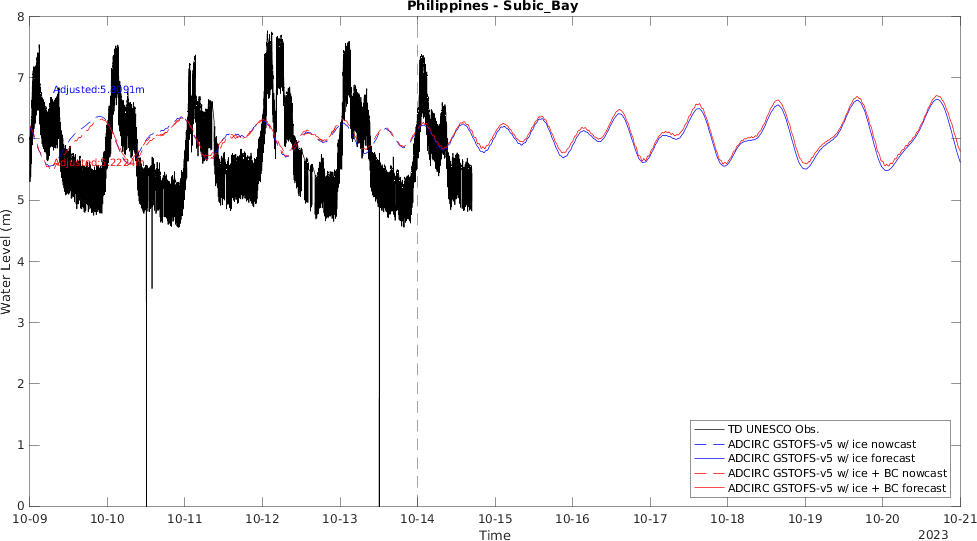 Philippines - Subic_Bay
8
7
6
5
4
3
2
1
0
Water Level (m)
10-09 10-10 10-11 10-12 10-13 10-14 10-15 10-16 10-17 10-18 10-19 10-20 10-21
Time
2023
TD UNESCO Obs.
ADCIRC GSTOFS-v5 w/ ice nowcast
ADCIRC GSTOFS-v5 w/ ice forecast
ADCIRC GSTOFS-v5 w/ ice + BC nowcast
ADCIRC GSTOFS-v5 w/ ice + BC forecast